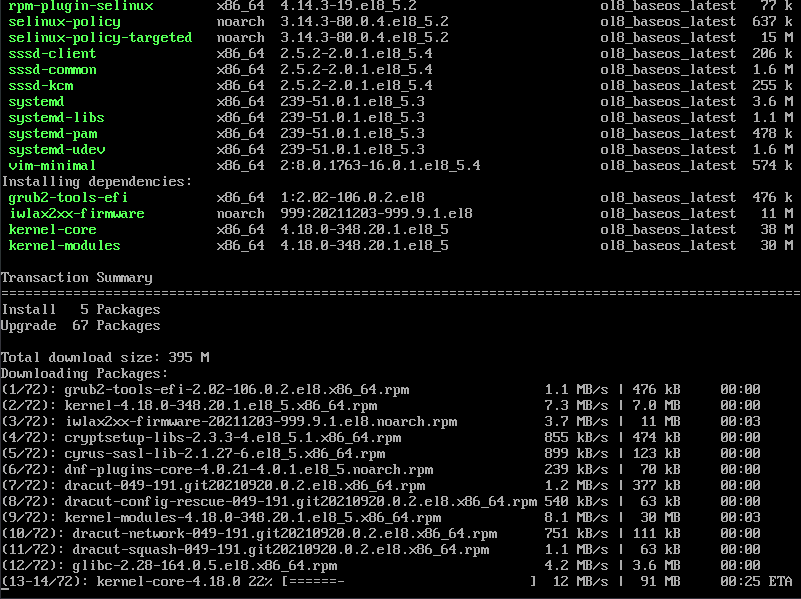 rpm-plugin-selinux x86_64 4.14.3-19.el8_5.2 ol8_baseos_latest 77 k
selinux-policy noarch 3.14.3-80.0.4.el8_5.2 ol8_baseos_latest 637 k
selinux-policy-targeted noarch 3.14.3-80.0.4.el8_5.2 ol8_baseos_latest 15 M
sssd-client x86_64 2.5.2-2.0.1.el8_5.4 ol8_baseos_latest 206 k
sssd-common x86_64 2.5.2-2.0.1.el8_5.4 ol8_baseos_latest 1.6 M
sssd-kcm x86_64 2.5.2-2.0.1.el8_5.4 ol8_baseos_latest 255 k
systemd x86_64 239-51.0.1.el8_5.3 ol8_baseos_latest 3.6 M
systemd-libs x86_64 239-51.0.1.el8_5.3 ol8_baseos_latest 1.1 M
systemd-pam x86_64 239-51.0.1.el8_5.3 ol8_baseos_latest 478 k
systemd-udev x86_64 239-51.0.1.el8_5.3 ol8_baseos_latest 1.6 M
vim-minimal x86_64 2:8.0.1763-16.0.1.el8_5.4 ol8_baseos_latest 574 k
Installing dependencies:
grub2-tools-efi x86_64 1:2.02-106.0.2.el8 ol8_baseos_latest 476 k
iwlax2xx-firmware noarch 999:20211203-999.9.1.el8 ol8_baseos_latest 11 M
kernel-core x86_64 4.18.0-348.20.1.el8_5 ol8_baseos_latest 38 M
kernel-modules x86_64 4.18.0-348.20.1.el8_5 ol8_baseos_latest 30 M
Transaction Summary
====================================================================================================
Install 5 Packages
Upgrade 67 Packages
Total download size: 395 M
Downloading Packages:
(1/72): grub2-tools-efi-2.02-106.0.2.el8.x86_64.rpm 1.1 MB/s | 476 kB 00:00
(2/72): kernel-4.18.0-348.20.1.el8_5.x86_64.rpm 7.3 MB/s | 7.0 MB 00:00
(3/72): iwlax2xx-firmware-20211203-999.9.1.el8.noarch.rpm 3.7 MB/s | 11 MB 00:03
(4/72): cryptsetup-libs-2.3.3-4.el8_5.1.x86_64.rpm 855 kB/s | 474 kB 00:00
(5/72): cyrus-sasl-lib-2.1.27-6.el8_5.x86_64.rpm 899 kB/s | 123 kB 00:00
(6/72): dnf-plugins-core-4.0.21-4.0.1.el8_5.noarch.rpm 239 kB/s | 70 kB 00:00
(7/72): dracut-049-191.git20210920.0.2.el8.x86_64.rpm 1.2 MB/s | 377 kB 00:00
(8/72): dracut-config-rescue-049-191.git20210920.0.2.el8.x86_64.rpm 540 kB/s | 63 kB 00:00
(9/72): kernel-modules-4.18.0-348.20.1.el8_5.x86_64.rpm 8.1 MB/s | 30 MB 00:03
(10/72): dracut-network-049-191.git20210920.0.2.el8.x86_64.rpm 751 kB/s | 111 kB 00:00
(11/72): dracut-squash-049-191.git20210920.0.2.el8.x86_64.rpm 1.1 MB/s | 63 kB 00:00
(12/72): glibc-2.28-164.0.5.el8.x86_64.rpm 4.2 MB/s | 3.6 MB 00:00
(13-14/72): kernel-core-4.18.0 22% [======- ] 12 MB/s | 91 MB 00:25 ETA